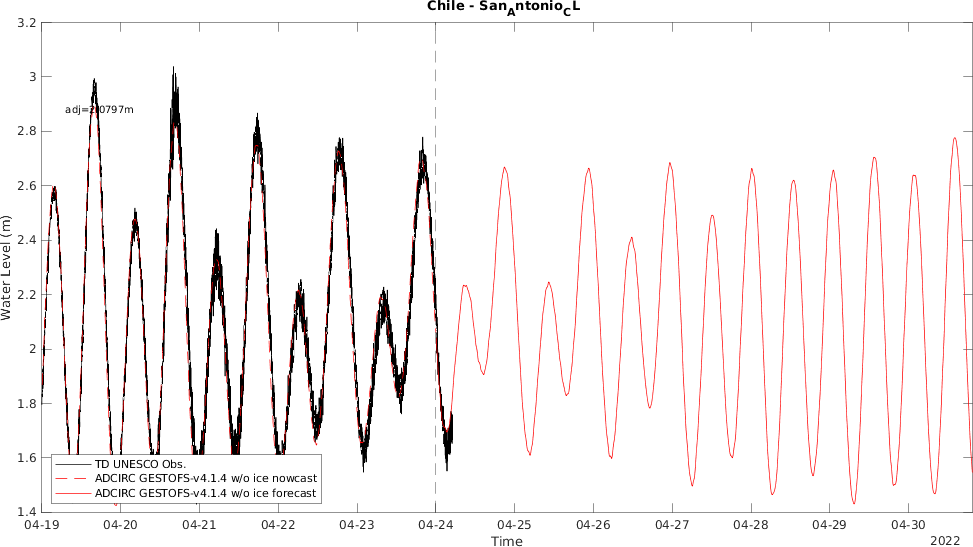 Chile - SanAntonioCL
3.2
3
2.8
2.6
2.4
2.2
2
1.8
1.6
1.4
Water Level (m)
adj=2.0797m
TD UNESCO Obs.
ADCIRC GESTOFS-v4.1.4 w/o ice nowcast
ADCIRC GESTOFS-v4.1.4 w/o ice forecast
04-19 04-20 04-21 04-22 04-23 04-24 04-25 04-26 04-27 04-28 04-29 04-30
Time
2022